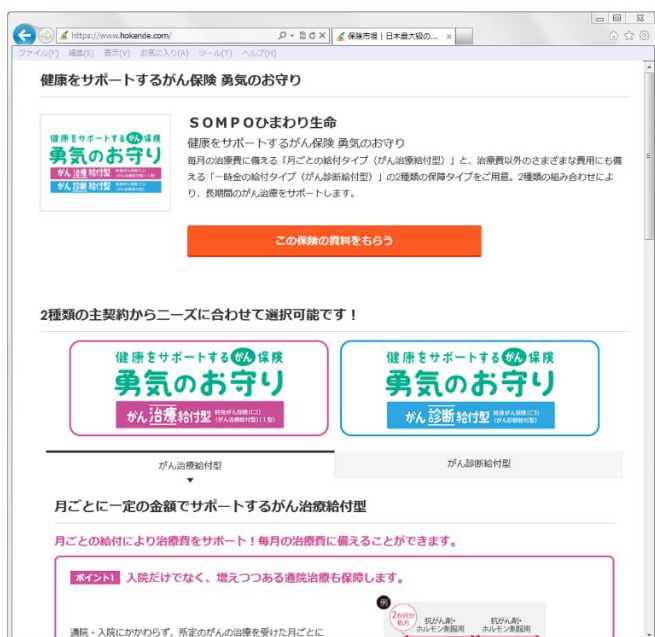 https://www.hokende.com/
保険市場 | 日本最大級の... ×
ファイル(F) 編集(E) 表示(V) お気に入り(A) ツール(T) ヘルプ(H)
健康をサポートするがん保険 勇気のお守り
健康をサポートするがん保険
勇気のお守り
がん治療給付型
がん診断給付型
SOMPOひまわり生命
健康をサポートするがん保険 勇気のお守り
毎月の治療費に備える「月ごとの給付タイプ（がん治療給付型）」と、治療費以外のさまざまな費用にも備
える「一時金の給付タイプ（がん診断給付型）」の2種類の保障タイプをご用意。2種類の組み合わせによ
り、長期間のがん治療をサポートします。
この保険の資料をもらう
2種類の主契約からニーズに合わせて選択可能です！
健康をサポートするがん保険
勇気のお守り
がん治療給付型 終身がん保険(C2)
(がん治療給付型)(1型)
健康をサポートするがん保険
勇気のお守り
がん診断給付型 終身がん保険(C3)
(がん診断給付型)
がん治療給付型
がん診断給付型
月ごとに一定の金額でサポートするがん治療給付型
月ごとの給付により治療費をサポート！毎月の治療費に備えることができます。
ポイント1 入院だけでなく、増えつつある通院治療も保障します。
例
2か月分
処方
抗がん剤・
ホルモン剤服用
抗がん剤・
ホルモン剤服用
通院・入院にかかわらず、所定のがんの治療を受けた月ごとに